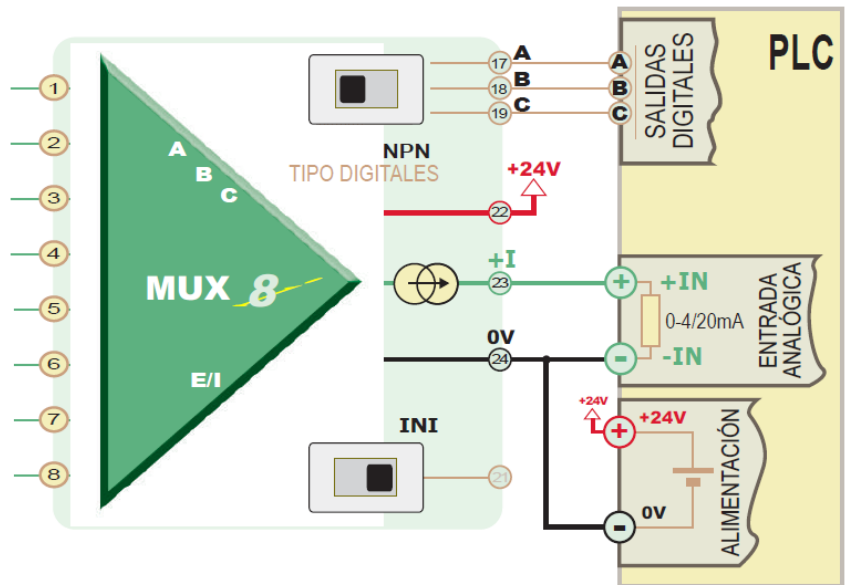 1
2
3
4
5
6
7
8
A
B
C
MUX 8
E/I
NPN
TIPO DIGITALES
INI
17 A
18 B
19 C
+24V
22
+I
23
0V
24
21
PLC
A
B
C
SALIDAS
DIGITALES
+ +IN
0-4/20mA
- -IN
ENTRADA
ANALÓGICA
+24V
+ +24V
- 0V
ALIMENTACIÓN